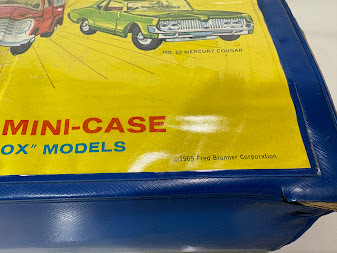 NO. 62 MERCURY COUGAR
MINI-CASE
OX" MODELS
©1969 Fred Bronner Corporation